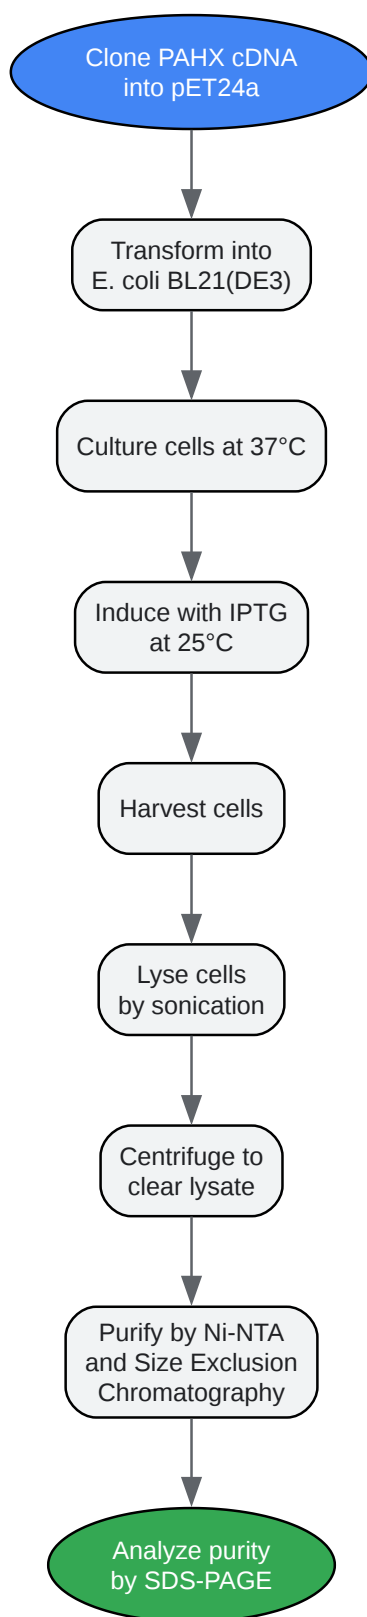 Clone PAHX cDNA
into pET24a
Transform into
E. coli BL21(DE3)
Culture cells at 37°C
Induce with IPTG
at 25°C
Harvest cells
Lyse cells
by sonication
Centrifuge to
clear lysate
Purify by Ni-NTA
and Size Exclusion
Chromatography
Analyze purity
by SDS-PAGE